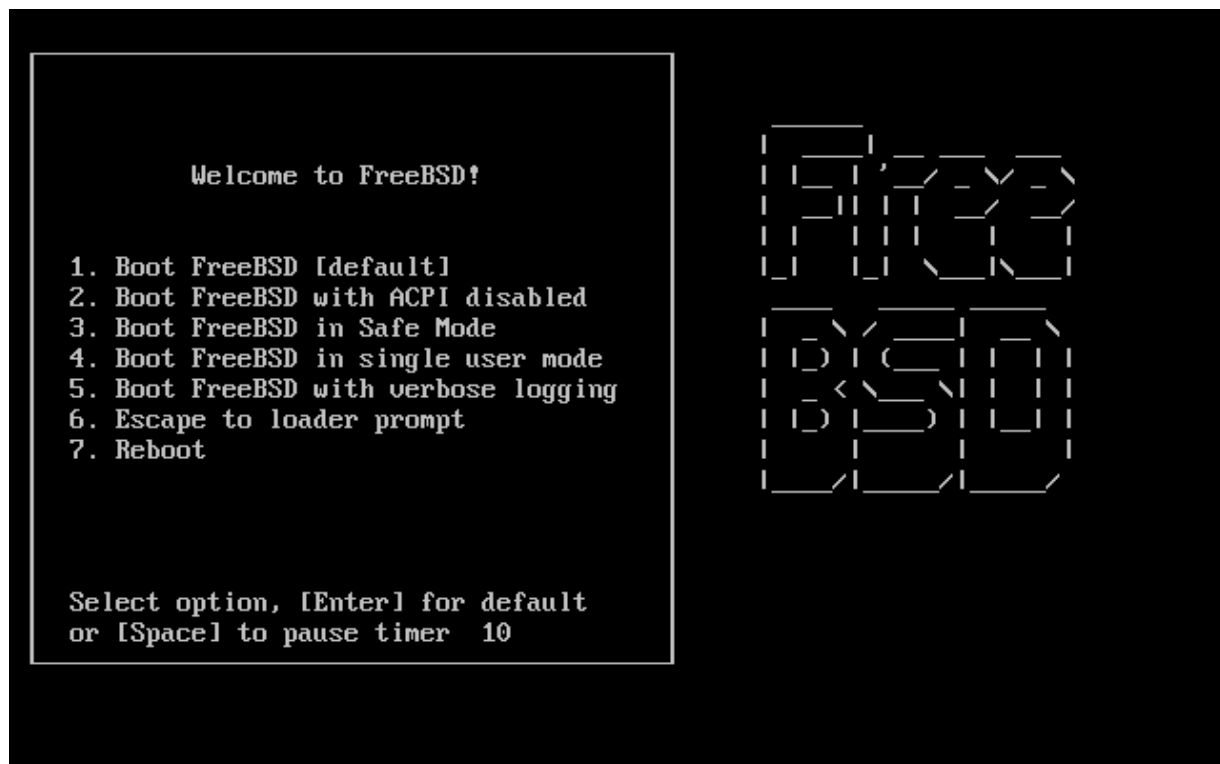 Welcome to FreeBSD!
1. Boot FreeBSD [default]
2. Boot FreeBSD with ACPI disabled
3. Boot FreeBSD in Safe Mode
4. Boot FreeBSD in single user mode
5. Boot FreeBSD with verbose logging
6. Escape to loader prompt
7. Reboot
Select option, [Enter] for default
or [Space] to pause timer  10
Free
BSD